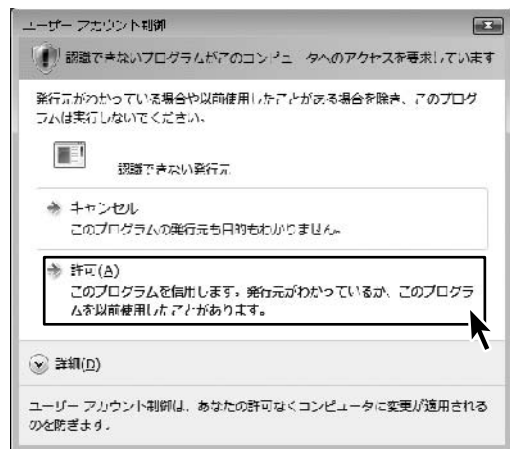 ユーザー アカウント制御
認識できないプログラムがこのコンピュータへのアクセスを要求しています
発行元がわかっている場合や以前使用したことがある場合を除き、このプログ
ラムは実行しないでください。
認識できない発行元
キャンセル
このプログラムの発行元も目的もわかりません。
許可(A)
このプログラムを信用します。発行元がわかっているか、このプログラ
ムを以前使用したことがあります。
詳細(D)
ユーザー アカウント制御は、あなたの許可なくコンピュータに変更が適用される
のを防ぎます。